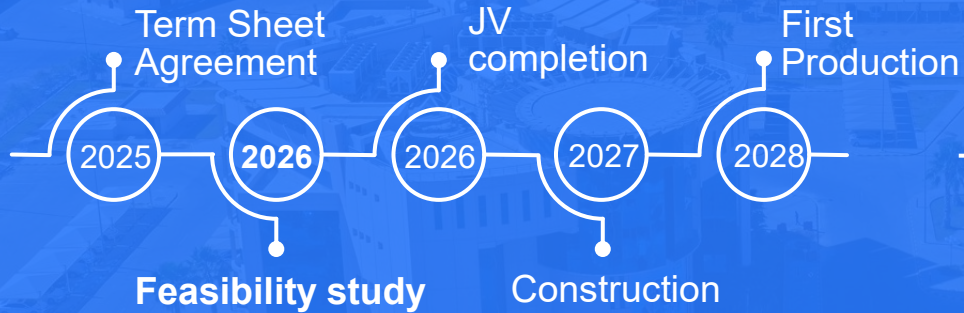 Term Sheet
Agreement
JV
completion
First
Production
2025
2026
2026
2027
2028
Feasibility study
Construction